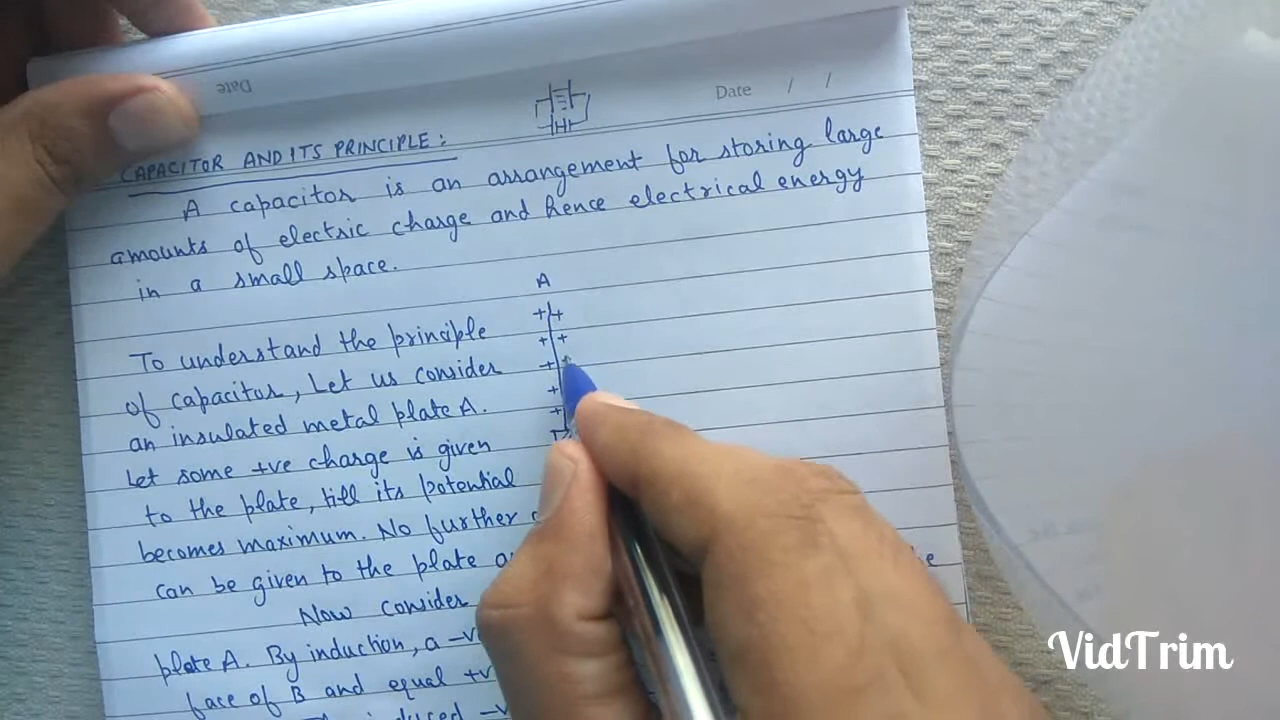 Date
Date / /
CAPACITOR AND ITS PRINCIPLE:
A capacitor is an arrangement for storing large
amounts of electric charge and hence electrical energy
in a small space.
A
To understand the principle
of capacitor, Let us consider
an insulated metal plate A.
Let some +ve charge is given
to the plate, till its potential
becomes maximum. No further
can be given to the plate
Now consider
plate A. By induction, a -v
face of B and equal +v
induced -v
VidTrim